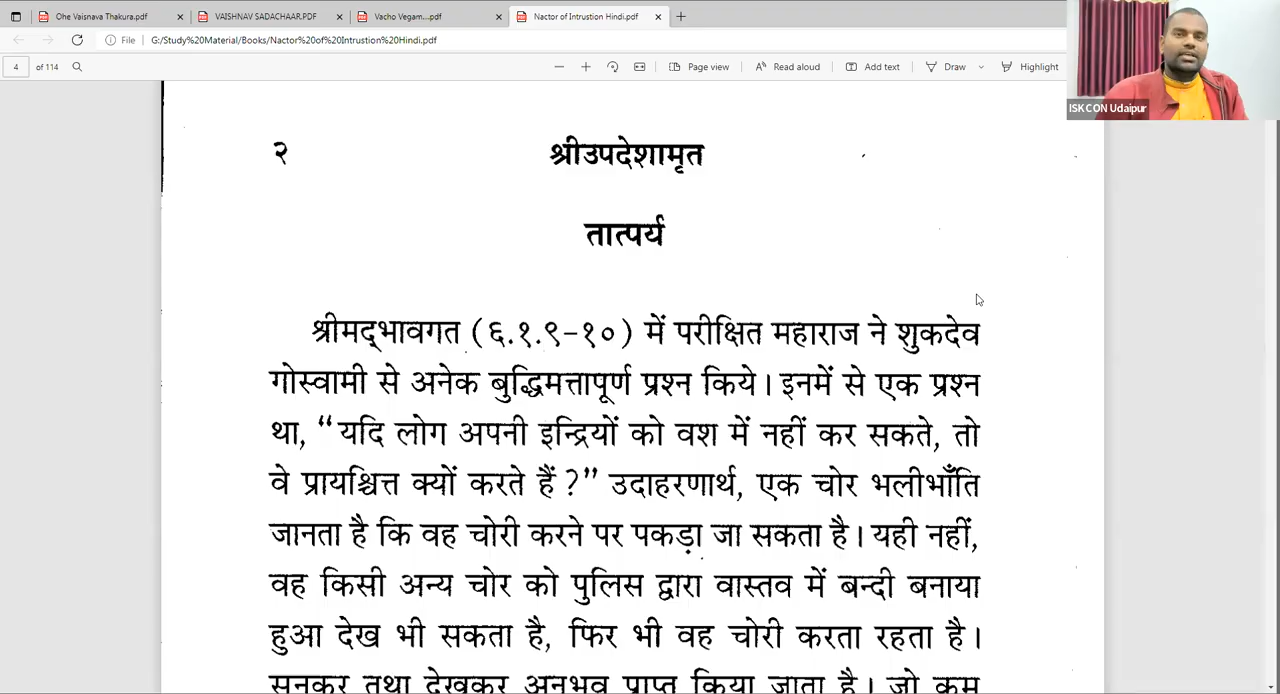 Ohe Vaisnava Thakura.pdf
VAISHNAV SADACHAAR.PDF
Vacho Vegam...pdf
Nactor of Intrustion Hindi.pdf
File G:/Study%20Material/Books/Nactor%20of%20Intrustion%20Hindi.pdf
4 of 114 Page view Read aloud Add text Draw Highlight
ISKCON Udaipur
२ श्रीउपदेशामृत
तात्पर्य
श्रीमद्भावगत (६.१.९-१०) में परीक्षित महाराज ने शुकदेव
गोस्वामी से अनेक बुद्धिमत्तापूर्ण प्रश्न किये। इनमें से एक प्रश्न
था, “यदि लोग अपनी इन्द्रियों को वश में नहीं कर सकते, तो
वे प्रायश्चित्त क्यों करते हैं?” उदाहरणार्थ, एक चोर भलीभाँति
जानता है कि वह चोरी करने पर पकड़ा जा सकता है। यही नहीं,
वह किसी अन्य चोर को पुलिस द्वारा वास्तव में बन्दी बनाया
हुआ देख भी सकता है, फिर भी वह चोरी करता रहता है।
सुनकर तथा देखकर अनुभव प्राप्त किया जाता है। जो कम